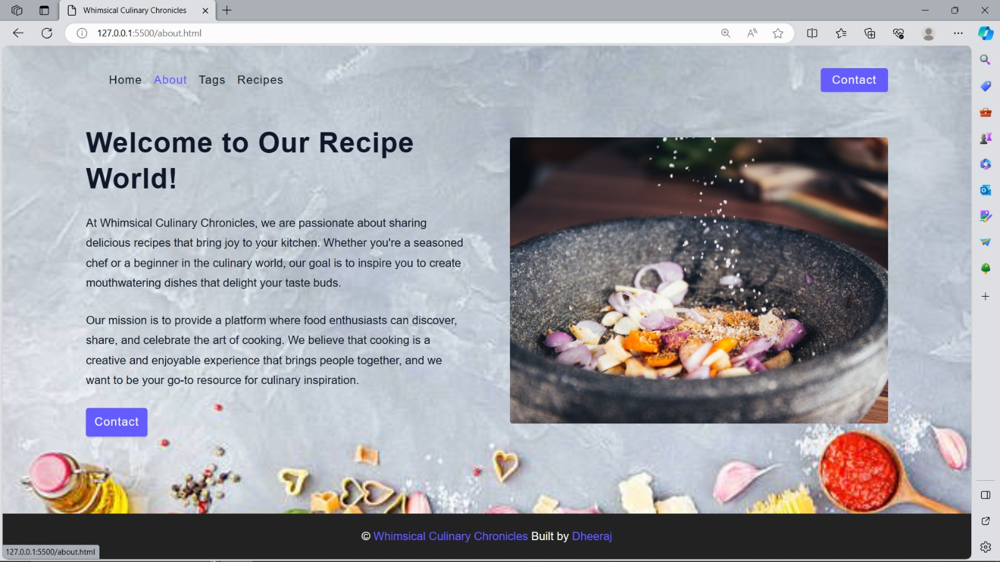 Whimsical Culinary Chronicles
127.0.0.1:5500/about.html
Home About Tags Recipes
Contact
Welcome to Our Recipe
World!
At Whimsical Culinary Chronicles, we are passionate about sharing
delicious recipes that bring joy to your kitchen. Whether you're a seasoned
chef or a beginner in the culinary world, our goal is to inspire you to create
mouthwatering dishes that delight your taste buds.
Our mission is to provide a platform where food enthusiasts can discover,
share, and celebrate the art of cooking. We believe that cooking is a
creative and enjoyable experience that brings people together, and we
want to be your go-to resource for culinary inspiration.
Contact
© Whimsical Culinary Chronicles Built by Dheeraj
127.0.0.1:5500/about.html